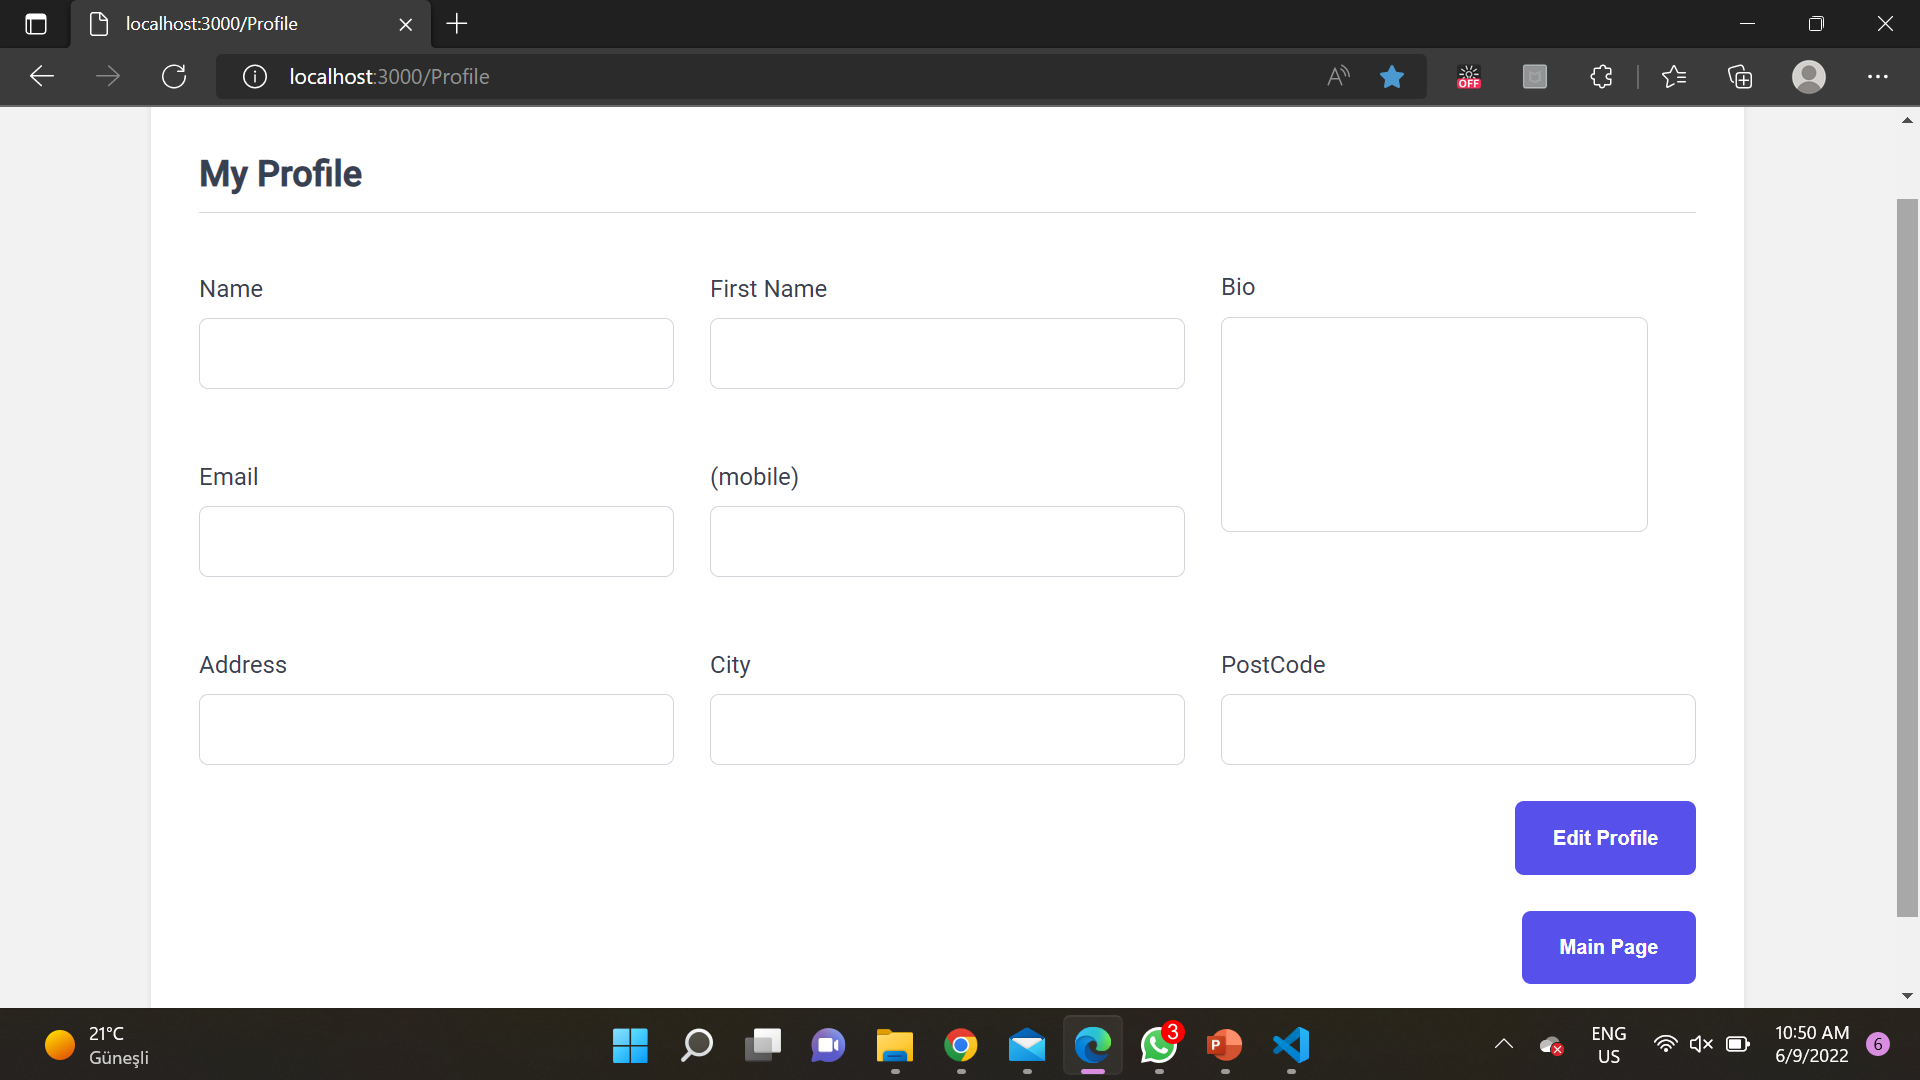 localhost:3000/Profile
localhost:3000/Profile
OFF
My Profile
Name
First Name
Bio
Email
(mobile)
Address
City
PostCode
Edit Profile
Main Page
21°C
Güneşli
3
P
ENG
US
10:50 AM
6/9/2022
6